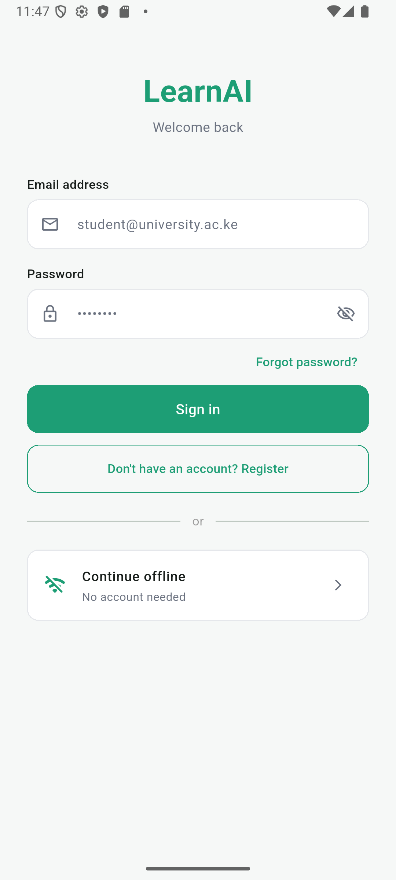 11:47
LearnAI
Welcome back
Email address
student@university.ac.ke
Password
••••••••
Forgot password?
Sign in
Don't have an account? Register
or
Continue offline
No account needed